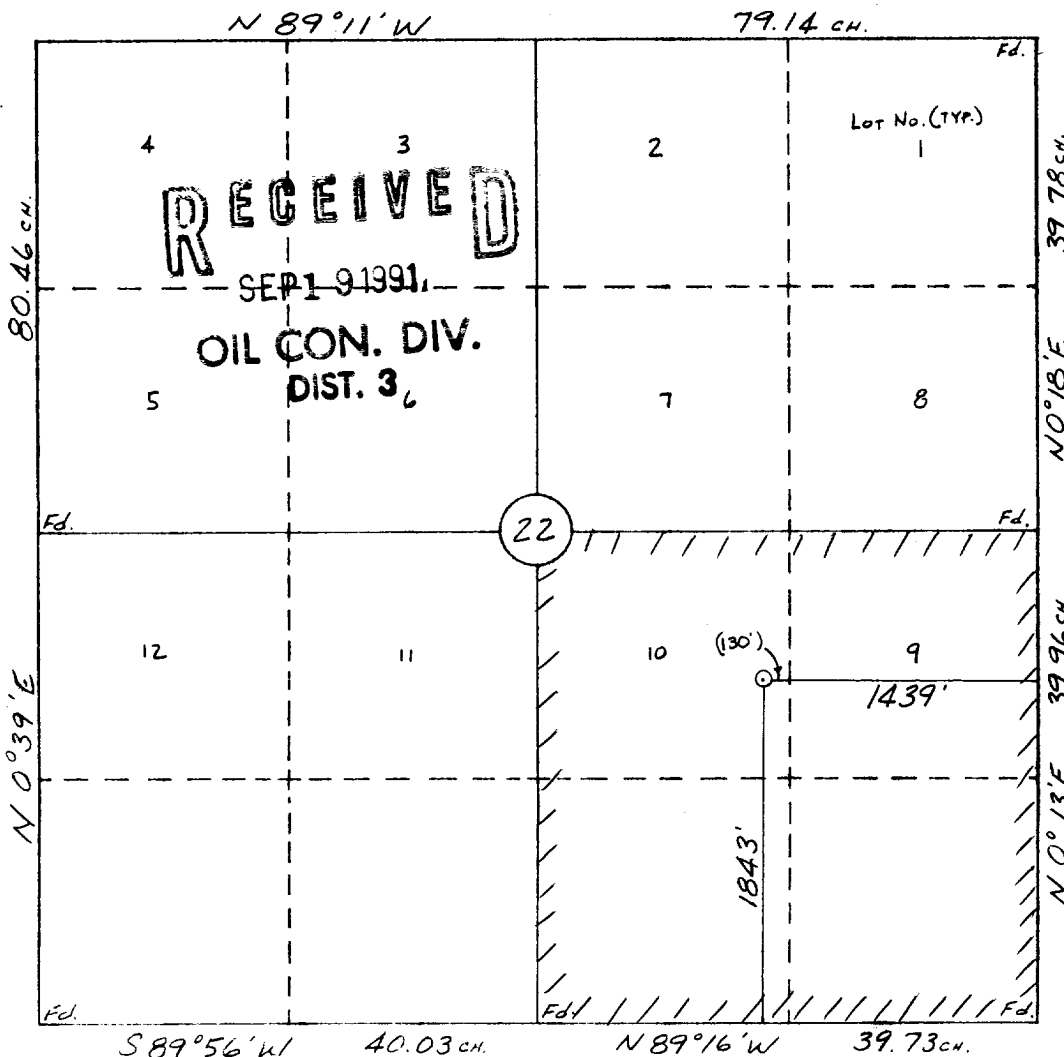 N 89°11' W 79.14 CH.
Fd.
LOT NO. (TYP.)
4 3 2 1
80.46 CH.
39.78 CH.
RECEIVED
SEP 19 1991
OIL CON. DIV.
DIST. 3
5 6 7 8
N 0°18' E
Fd. 22 Fd.
12 11 10 (130') 9
1439'
39.96 CH.
N 0°39' E
1843'
N 0°13' E
Fd. Fd. Fd.
S 89°56' W 40.03 CH. N 89°16' W 39.73 CH.